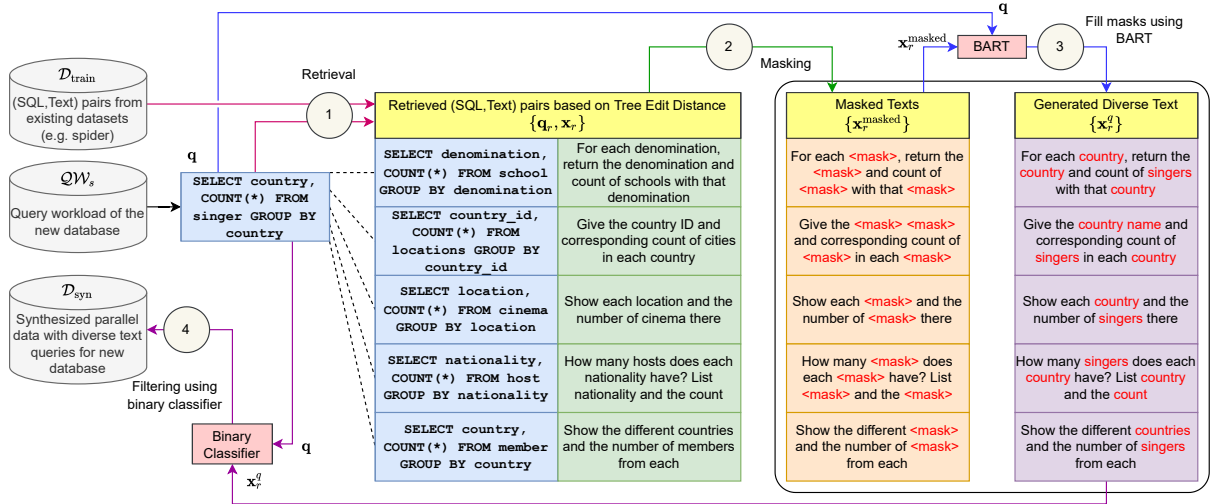 q
D_train
(SQL,Text) pairs from
existing datasets
(e.g. spider)
QW_s
Query workload of the
new database
D_syn
Synthesized parallel
data with diverse text
queries for new
database
q
SELECT country,
COUNT(*) FROM
singer GROUP BY
country
Retrieval
1
2
Masking
x_r^masked
BART
3
Fill masks using
BART
4
Filtering using
binary classifier
Binary
Classifier
q
x_r^q
Retrieved (SQL,Text) pairs based on Tree Edit Distance
{q_r, x_r}
SELECT denomination,
COUNT(*) FROM school
GROUP BY denomination
For each denomination,
return the denomination and
count of schools with that
denomination
SELECT country_id,
COUNT(*) FROM
locations GROUP BY
country_id
Give the country ID and
corresponding count of cities
in each country
SELECT location,
COUNT(*) FROM cinema
GROUP BY location
Show each location and the
number of cinema there
SELECT nationality,
COUNT(*) FROM host
GROUP BY nationality
How many hosts does each
nationality have? List
nationality and the count
SELECT country,
COUNT(*) FROM member
GROUP BY country
Show the different countries
and the number of members
from each
Masked Texts
{x_r^masked}
For each <mask>, return the
<mask> and count of
<mask> with that <mask>
Give the <mask> <mask>
and corresponding count of
<mask> in each <mask>
Show each <mask> and the
number of <mask> there
How many <mask> does
each <mask> have? List
<mask> and the <mask>
Show the different <mask>
and the number of <mask>
from each
Generated Diverse Text
{x_r^q}
For each country, return the
country and count of singers
with that country
Give the country name and
corresponding count of
singers in each country
Show each country and the
number of singers there
How many singers does each
country have? List country
and the count
Show the different countries
and the number of singers
from each